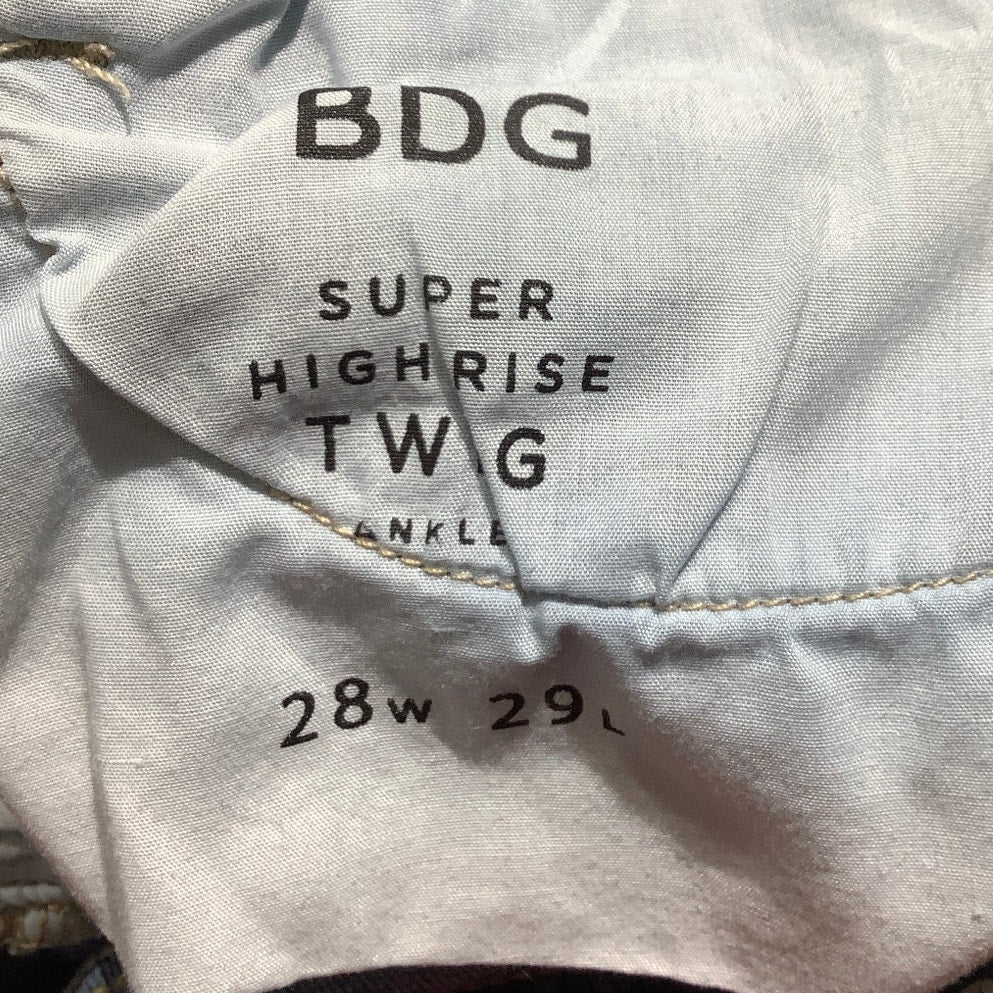 BDG
SUPER
HIGHRISE
TWIG
ANKLE
28W 29L